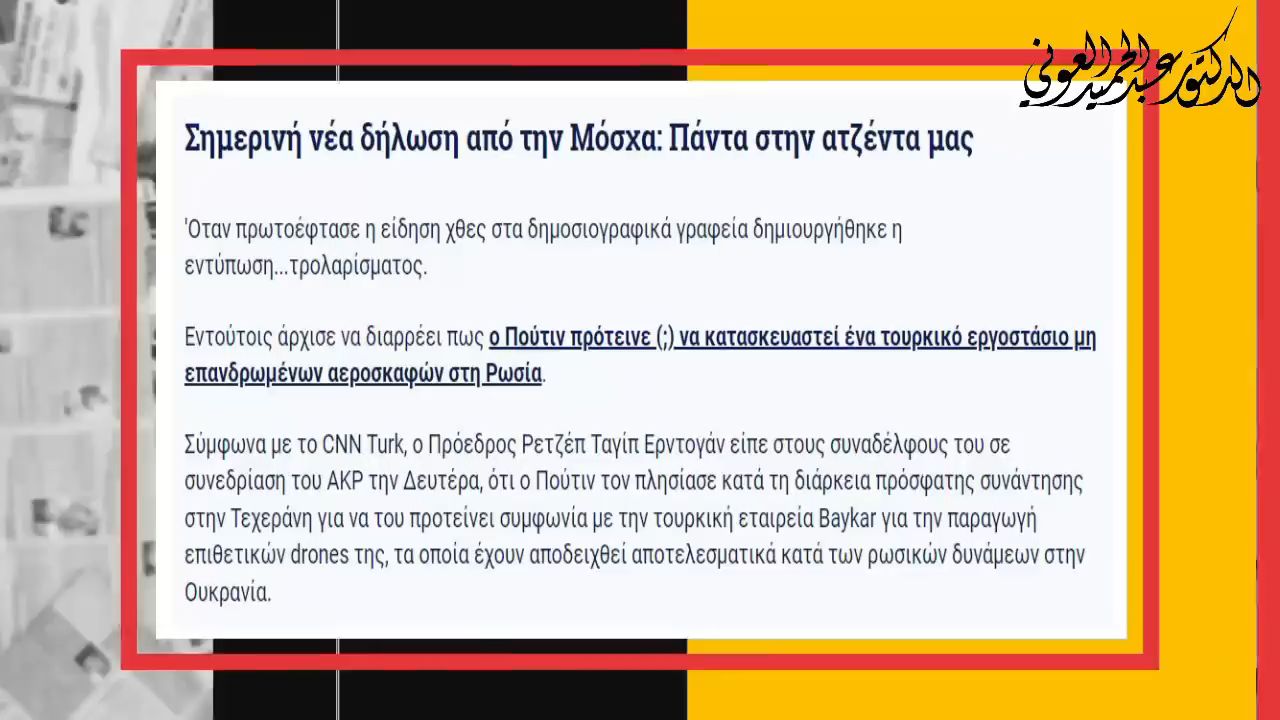 الدكتور عبد الحميد العوني
Σημερινή νέα δήλωση από την Μόσχα: Πάντα στην ατζέντα μας
'Οταν πρωτοέφτασε η είδηση χθες στα δημοσιογραφικά γραφεία δημιουργήθηκε η
εντύπωση...τρολαρίσματος.
Εντούτοις άρχισε να διαρρέει πως ο Πούτιν πρότεινε (;) να κατασκευαστεί ένα τουρκικό εργοστάσιο μη
επανδρωμένων αεροσκαφών στη Ρωσία.
Σύμφωνα με το CNN Turk, ο Πρόεδρος Ρετζέπ Ταγίπ Ερντογάν είπε στους συναδέλφους του σε
συνεδρίαση του AKP την Δευτέρα, ότι ο Πούτιν τον πλησίασε κατά τη διάρκεια πρόσφατης συνάντησης
στην Τεχεράνη για να του προτείνει συμφωνία με την τουρκική εταιρεία Baykar για την παραγωγή
επιθετικών drones της, τα οποία έχουν αποδειχθεί αποτελεσματικά κατά των ρωσικών δυνάμεων στην
Ουκρανία.